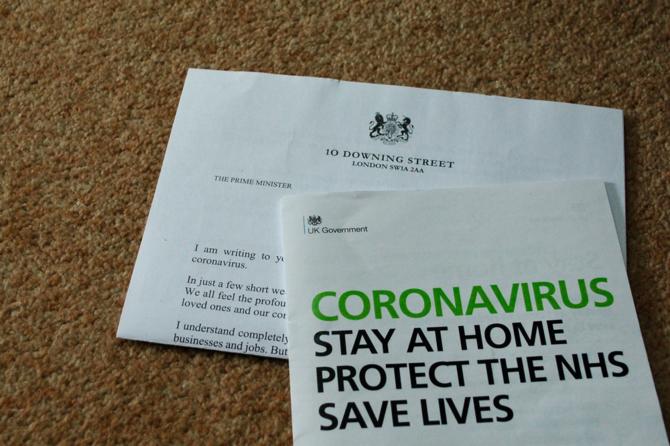 10 DOWNING STREET
LONDON SW1A 2AA
THE PRIME MINISTER
I am writing to
coronavirus.
In just a few short
We all feel the
loved ones and our
I understand completely
businesses and jobs. But
UK Government
CORONAVIRUS
STAY AT HOME
PROTECT THE NHS
SAVE LIVES